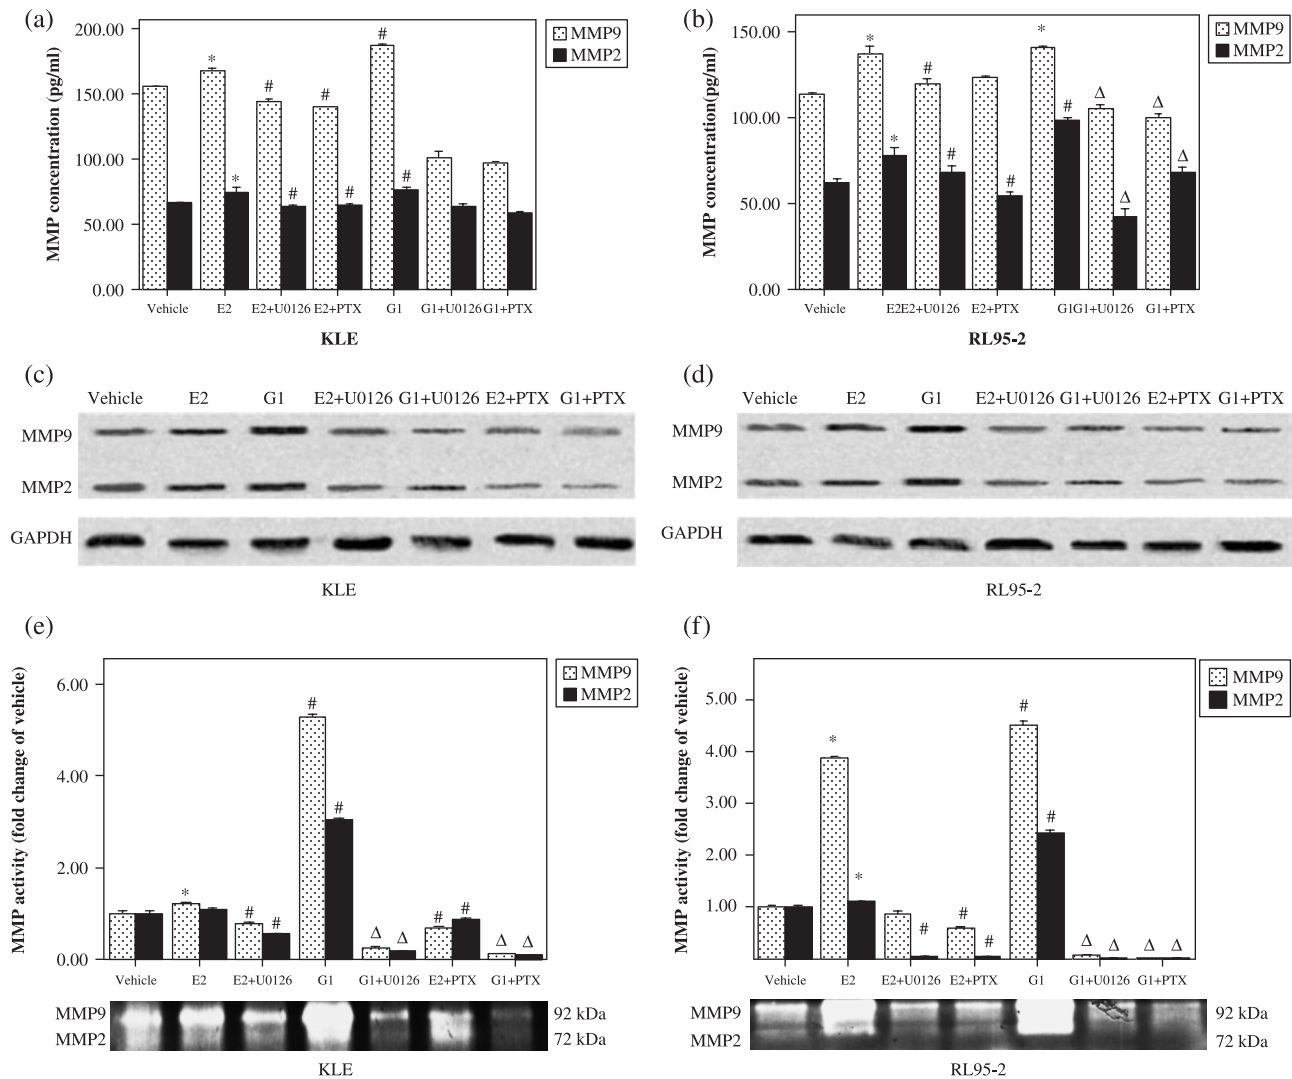 (a)
200.00
150.00
100.00
50.00
0.00
MMP concentration (pg/ml)
* * # # # # # #
MMP9
MMP2
Vehicle E2 E2+U0126 E2+PTX G1 G1+U0126 G1+PTX
KLE
(b)
150.00
100.00
50.00
0.00
MMP concentration(pg/ml)
* * # # # * # Δ Δ Δ Δ
MMP9
MMP2
Vehicle E2E2+U0126 E2+PTX G1G1+U0126 G1+PTX
RL95-2
(c)
Vehicle E2 G1 E2+U0126 G1+U0126 E2+PTX G1+PTX
MMP9
MMP2
GAPDH
KLE
(d)
Vehicle E2 G1 E2+U0126 G1+U0126 E2+PTX G1+PTX
MMP9
MMP2
GAPDH
RL95-2
(e)
6.00
4.00
2.00
0.00
MMP activity (fold change of vehicle)
* # # # # Δ Δ # # Δ Δ
MMP9
MMP2
Vehicle E2 E2+U0126 G1 G1+U0126 E2+PTX G1+PTX
MMP9 92 kDa
MMP2 72 kDa
KLE
(f)
5.00
4.00
3.00
2.00
1.00
MMP activity (fold change of vehicle)
* * # # # # # Δ Δ Δ Δ
MMP9
MMP2
Vehicle E2 E2+U0126 E2+PTX G1 G1+U0126 G1+PTX
MMP9 92 kDa
MMP2 72 kDa
RL95-2